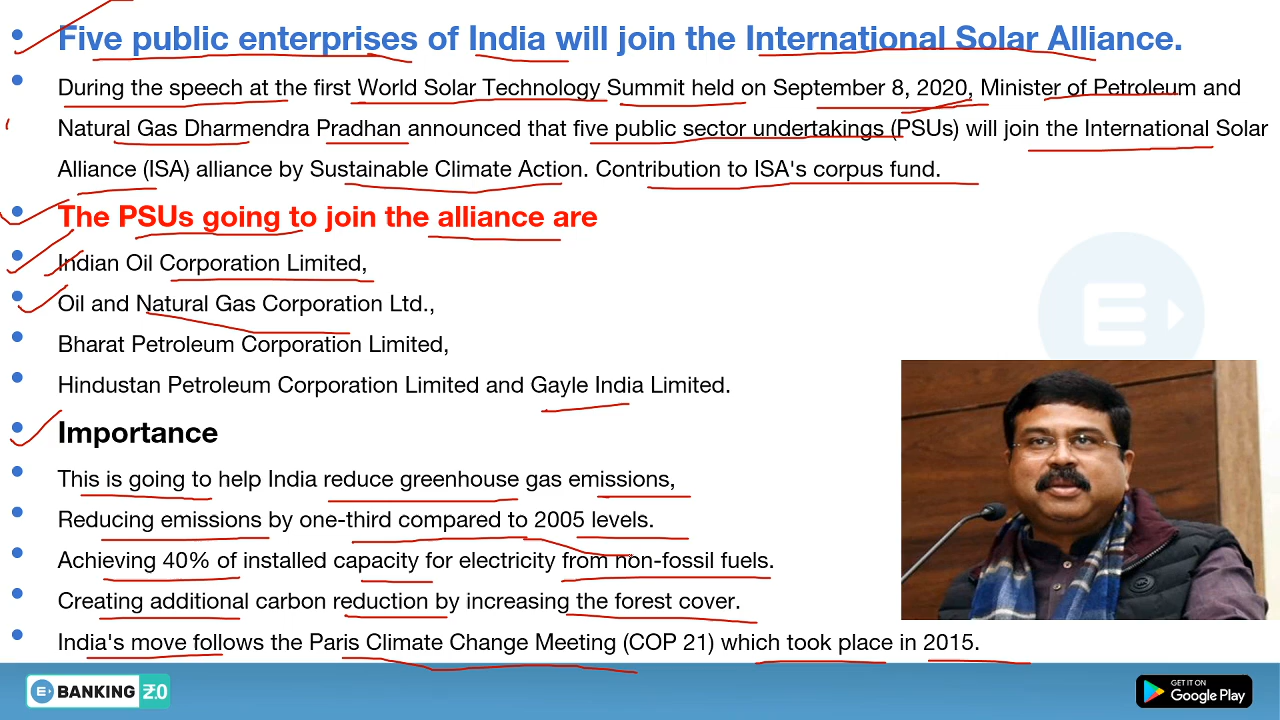 Five public enterprises of India will join the International Solar Alliance.
During the speech at the first World Solar Technology Summit held on September 8, 2020, Minister of Petroleum and
Natural Gas Dharmendra Pradhan announced that five public sector undertakings (PSUs) will join the International Solar
Alliance (ISA) alliance by Sustainable Climate Action. Contribution to ISA's corpus fund.
The PSUs going to join the alliance are
Indian Oil Corporation Limited,
Oil and Natural Gas Corporation Ltd.,
Bharat Petroleum Corporation Limited,
Hindustan Petroleum Corporation Limited and Gayle India Limited.
Importance
This is going to help India reduce greenhouse gas emissions,
Reducing emissions by one-third compared to 2005 levels.
Achieving 40% of installed capacity for electricity from non-fossil fuels.
Creating additional carbon reduction by increasing the forest cover.
India's move follows the Paris Climate Change Meeting (COP 21) which took place in 2015.
E BANKING 2.0
GET IT ON
Google Play